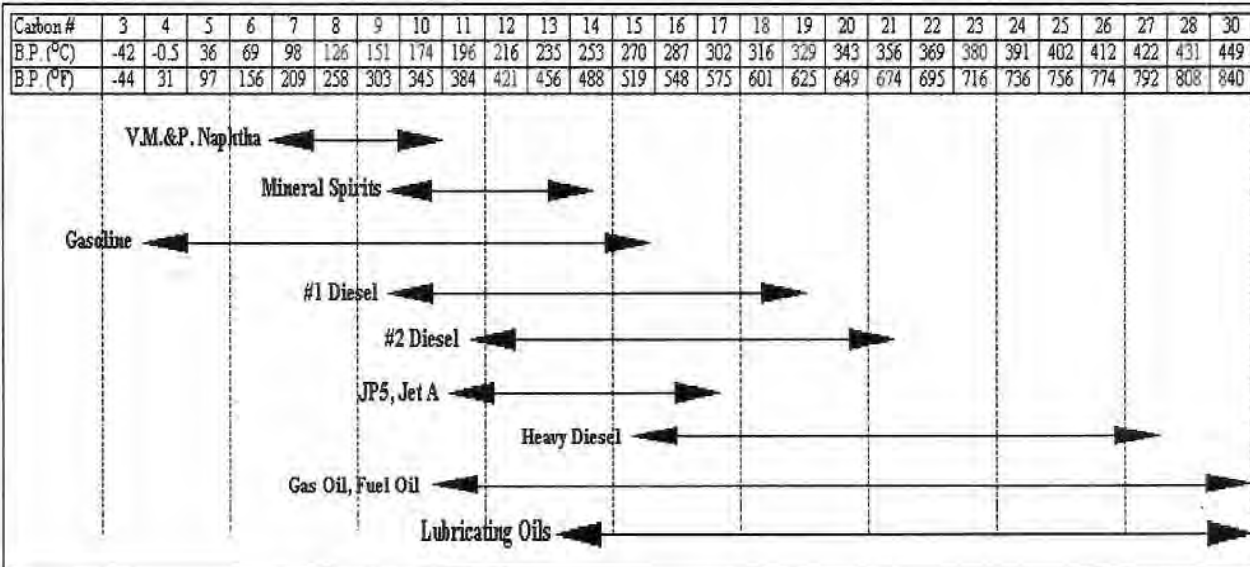 Carbon # 3 4 5 6 7 8 9 10 11 12 13 14 15 16 17 18 19 20 21 22 23 24 25 26 27 28 30
B.P. (⁰C) -42 -0.5 36 69 98 126 151 174 196 216 235 253 270 287 302 316 329 343 356 369 380 391 402 412 422 431 449
B.P. (⁰F) -44 31 97 156 209 258 303 345 384 421 456 488 519 548 575 601 625 649 674 695 716 736 756 774 792 808 840
V.M.&P. Naphtha
Mineral Spirits
Gasoline
#1 Diesel
#2 Diesel
JP5, Jet A
Heavy Diesel
Gas Oil, Fuel Oil
Lubricating Oils